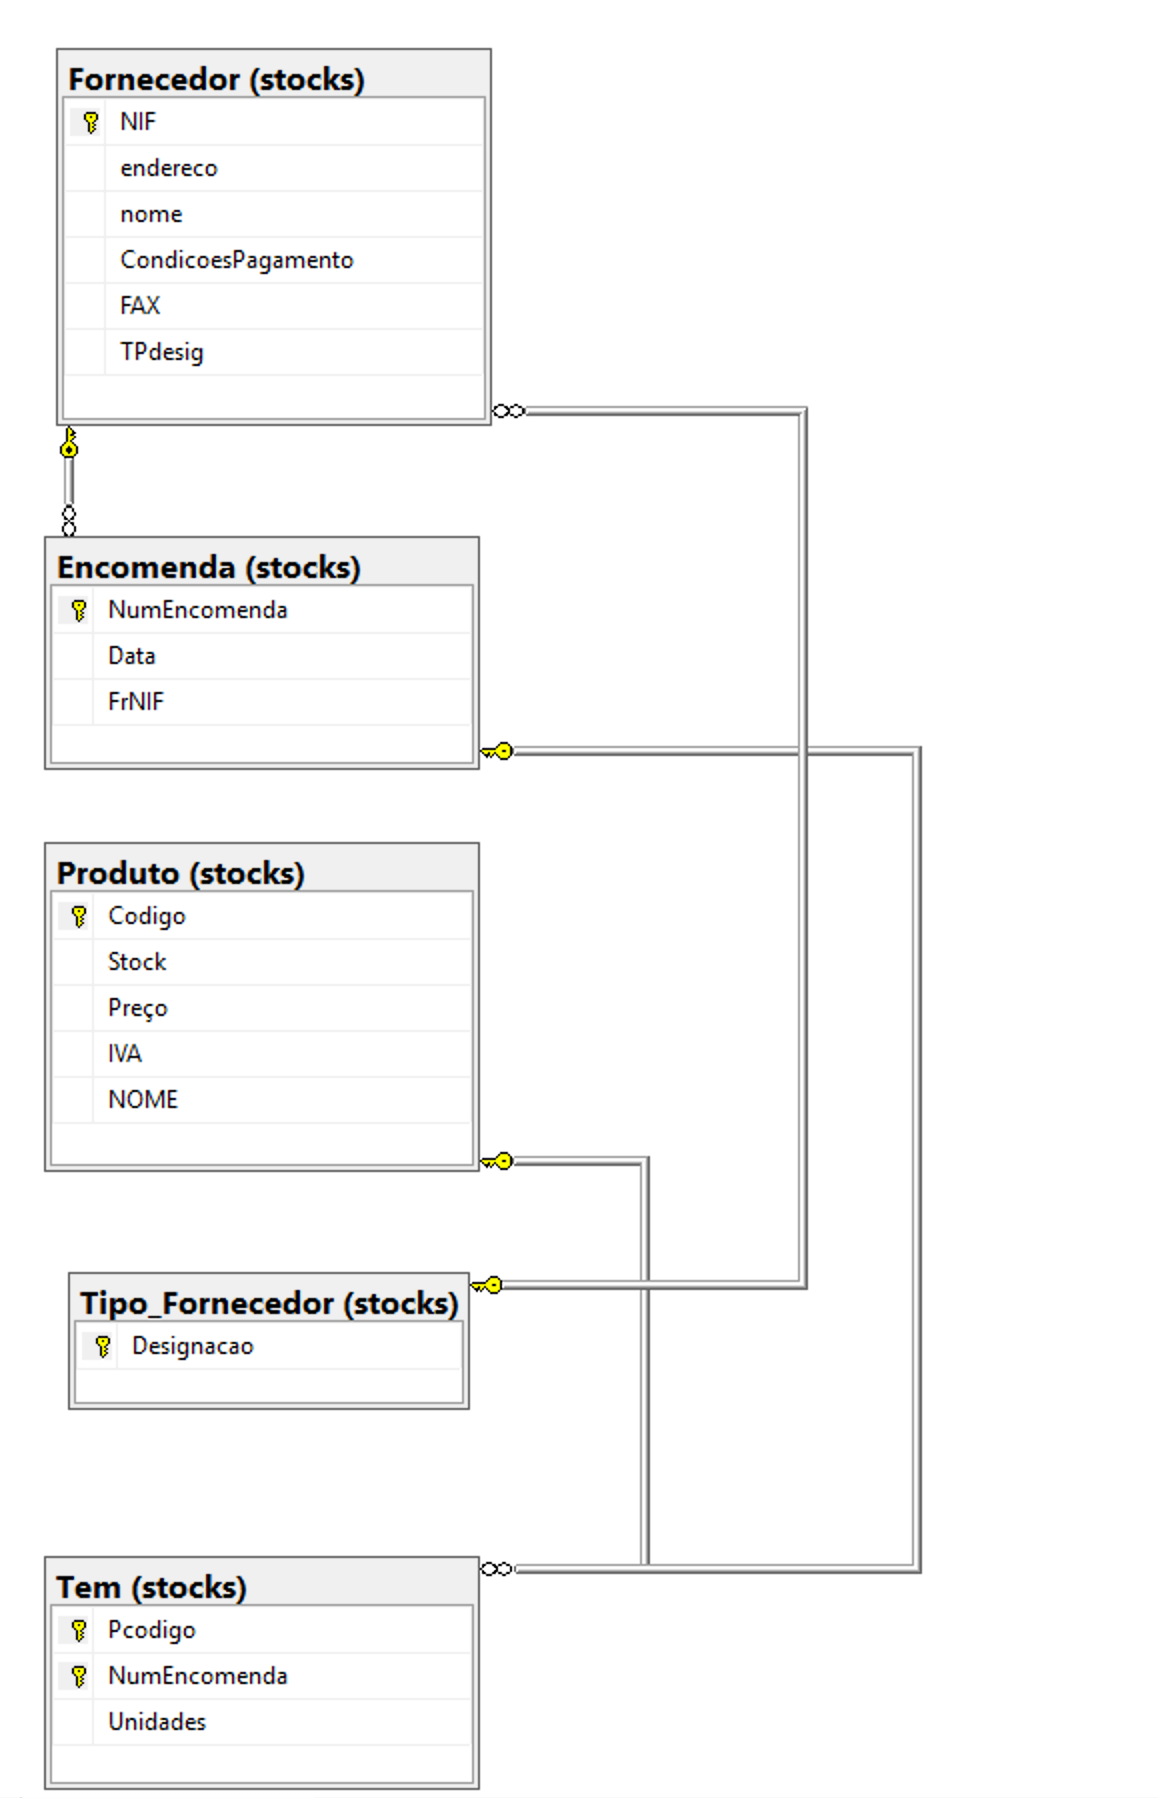 Fornecedor (stocks)
NIF
endereco
nome
CondicoesPagamento
FAX
TPdesig
Encomenda (stocks)
NumEncomenda
Data
FrNIF
Produto (stocks)
Codigo
Stock
Preço
IVA
NOME
Tipo_Fornecedor (stocks)
Designacao
Tem (stocks)
Pcodigo
NumEncomenda
Unidades